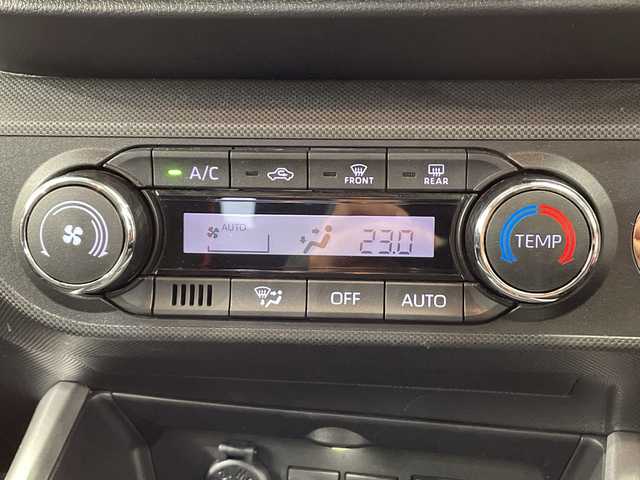 A/C
FRONT
REAR
AUTO
23.0
TEMP
OFF
AUTO